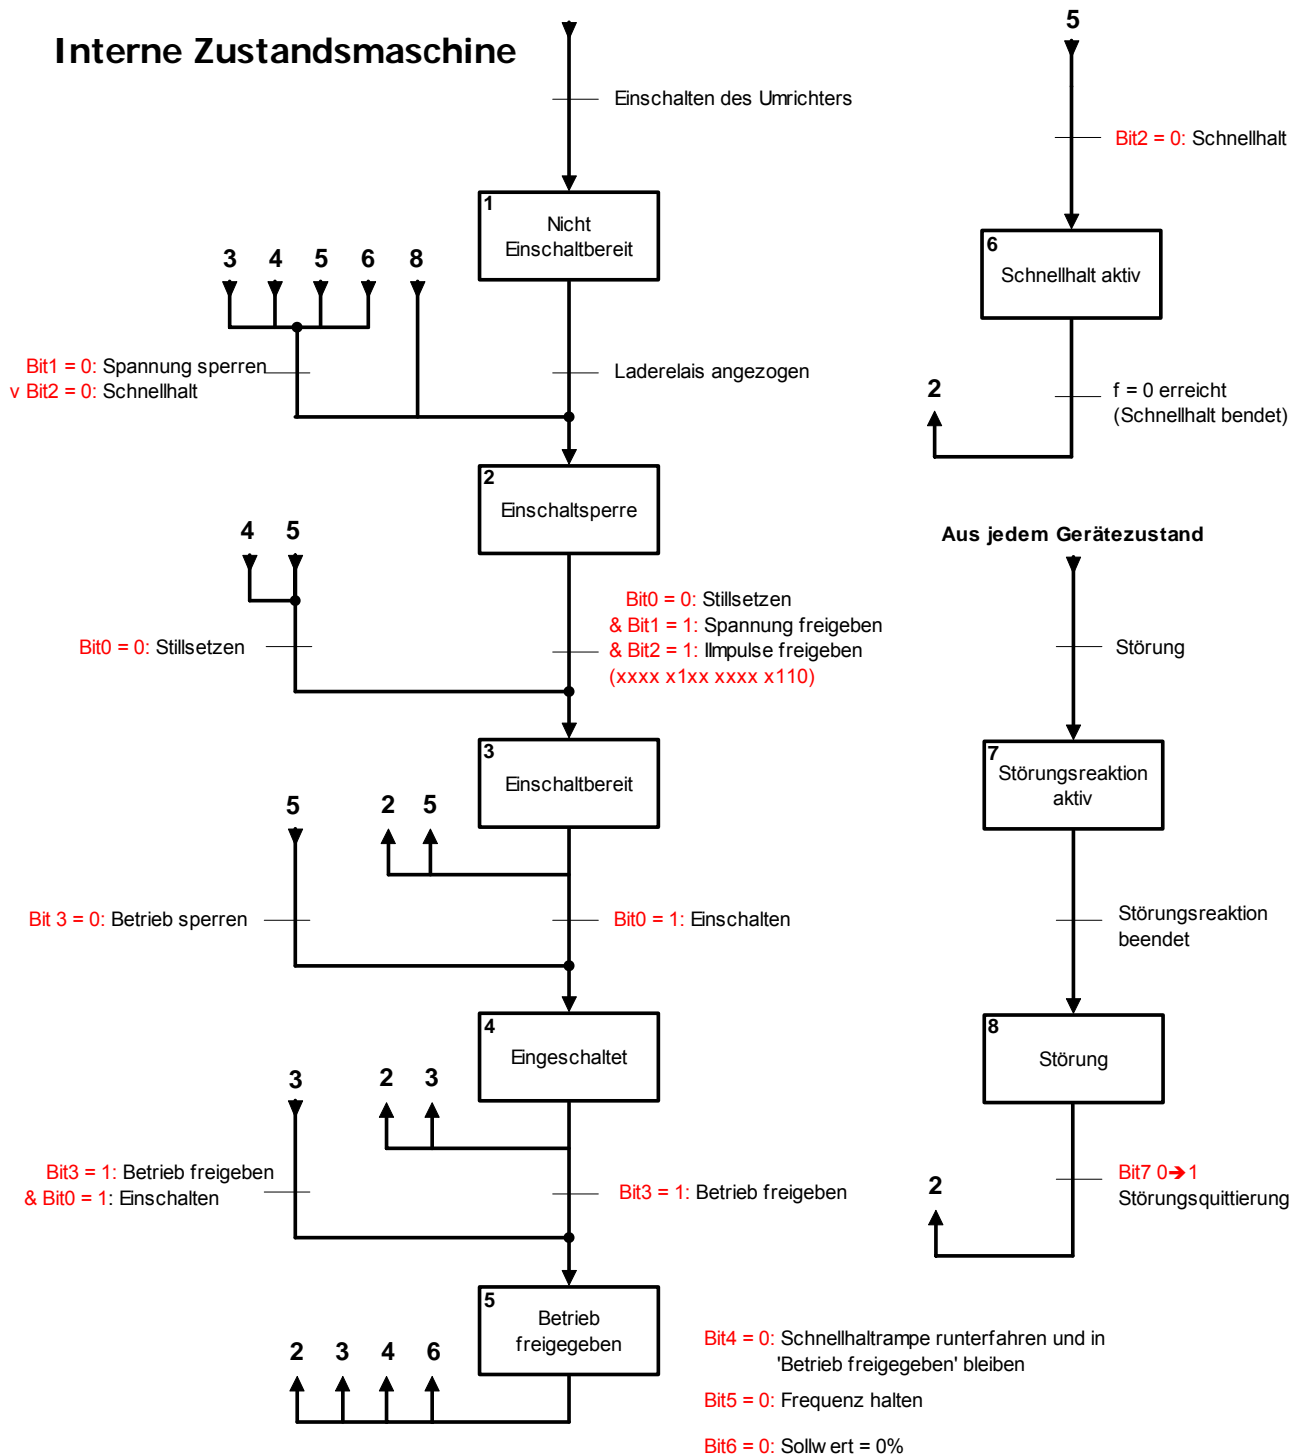 Interne Zustandsmaschine
Einschalten des Umrichters
1
Nicht
Einschaltbereit
3 4 5 6 8
Bit1 = 0: Spannung sperren
v Bit2 = 0: Schnellhalt
Laderelais angezogen
2
Einschaltsperre
4 5
Bit0 = 0: Stillsetzen
Bit0 = 0: Stillsetzen
& Bit1 = 1: Spannung freigeben
& Bit2 = 1: IImpulse freigeben
(xxxx x1xx xxxx x110)
3
Einschaltbereit
5
2 5
Bit 3 = 0: Betrieb sperren
Bit0 = 1: Einschalten
4
Eingeschaltet
3
2 3
Bit3 = 1: Betrieb freigeben
& Bit0 = 1: Einschalten
Bit3 = 1: Betrieb freigeben
5
Betrieb
freigegeben
2 3 4 6
5
Bit2 = 0: Schnellhalt
6
Schnellhalt aktiv
2
f = 0 erreicht
(Schnellhalt bendet)
Aus jedem Gerätezustand
Störung
7
Störungsreaktion
aktiv
Störungsreaktion
beendet
8
Störung
2
Bit7 0➔1
Störungsquittierung
Bit4 = 0: Schnellhaltrampe runterfahren und in
'Betrieb freigegeben' bleiben
Bit5 = 0: Frequenz halten
Bit6 = 0: Sollwert = 0%